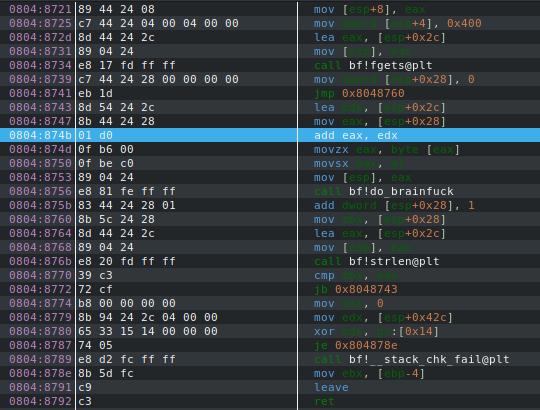 0804:8721 89 44 24 08 mov [esp+8], eax
0804:8725 c7 44 24 04 00 04 00 00 mov dword [esp+4], 0x400
0804:872d 8d 44 24 2c lea eax, [esp+0x2c]
0804:8731 89 04 24 mov [esp], eax
0804:8734 e8 17 fd ff ff call bf!fgets@plt
0804:8739 c7 44 24 28 00 00 00 00 mov dword [esp+0x28], 0
0804:8741 eb 1d jmp 0x8048760
0804:8743 8d 54 24 2c lea edx, [esp+0x2c]
0804:8747 8b 44 24 28 mov eax, [esp+0x28]
0804:874b 01 d0 add eax, edx
0804:874d 0f b6 00 movzx eax, byte [eax]
0804:8750 0f be c0 movsx eax, al
0804:8753 89 04 24 mov [esp], eax
0804:8756 e8 81 fe ff ff call bf!do_brainfuck
0804:875b 83 44 24 28 01 add dword [esp+0x28], 1
0804:8760 8b 5c 24 28 mov ebx, [esp+0x28]
0804:8764 8d 44 24 2c lea eax, [esp+0x2c]
0804:8768 89 04 24 mov [esp], eax
0804:876b e8 20 fd ff ff call bf!strlen@plt
0804:8770 39 c3 cmp ebx, eax
0804:8772 72 cf jb 0x8048743
0804:8774 b8 00 00 00 00 mov eax, 0
0804:8779 8b 94 24 2c 04 00 00 mov edx, [esp+0x42c]
0804:8780 65 33 15 14 00 00 00 xor edx, gs:[0x14]
0804:8787 74 05 je 0x804878e
0804:8789 e8 d2 fc ff ff call bf!__stack_chk_fail@plt
0804:878e 8b 5d fc mov ebx, [ebp-4]
0804:8791 c9 leave
0804:8792 c3 ret